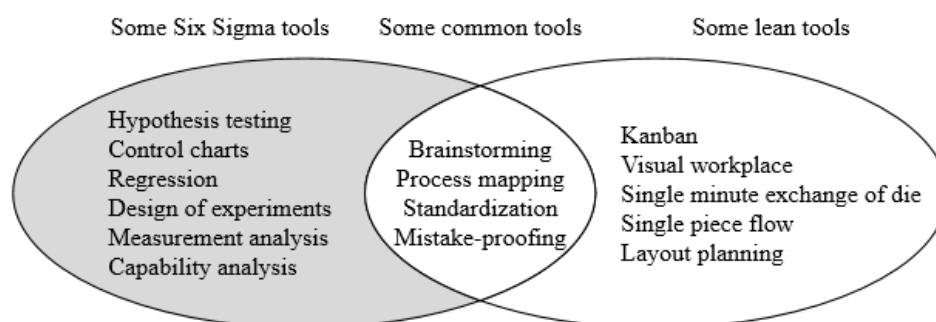 Some Six Sigma tools
Some common tools
Some lean tools
Hypothesis testing
Control charts
Regression
Design of experiments
Measurement analysis
Capability analysis
Brainstorming
Process mapping
Standardization
Mistake-proofing
Kanban
Visual workplace
Single minute exchange of die
Single piece flow
Layout planning